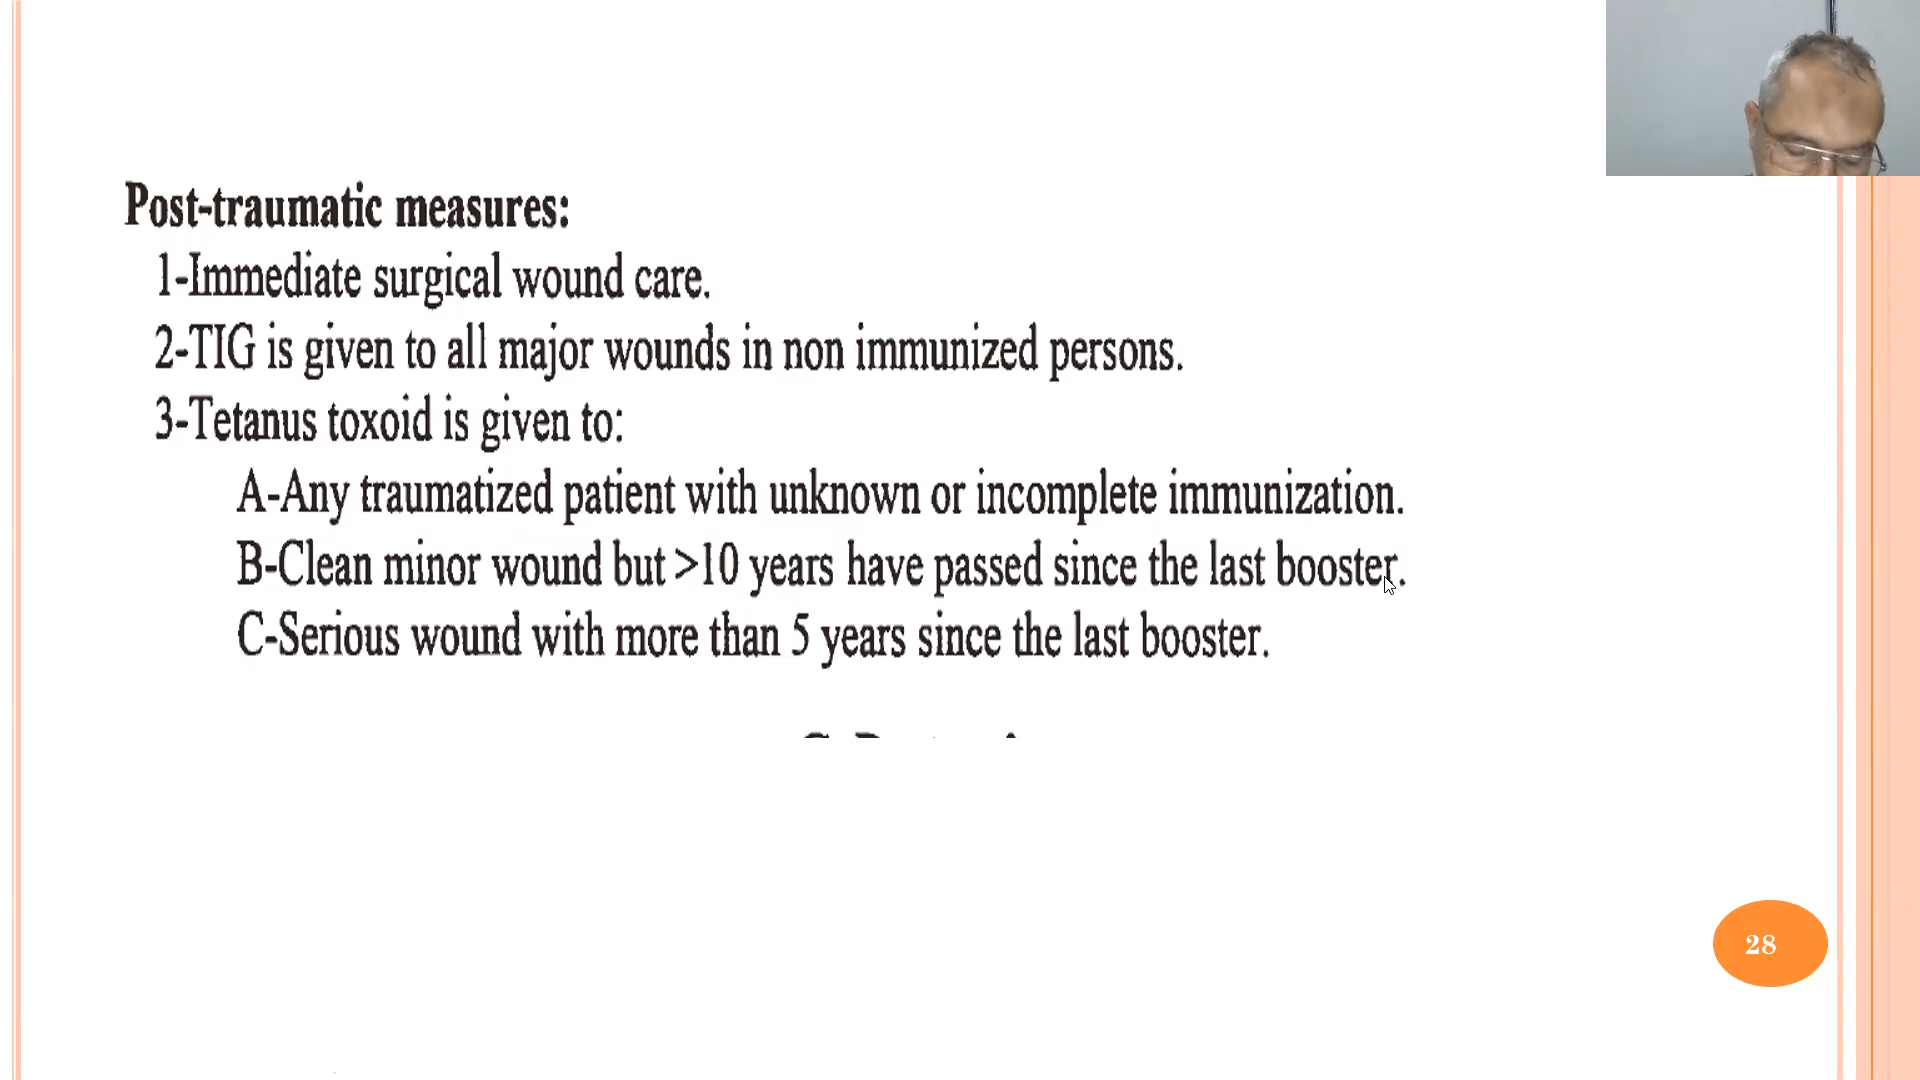 Post-traumatic measures:
1-Immediate surgical wound care.
2-TIG is given to all major wounds in non immunized persons.
3-Tetanus toxoid is given to:
A-Any traumatized patient with unknown or incomplete immunization.
B-Clean minor wound but >10 years have passed since the last booster.
C-Serious wound with more than 5 years since the last booster.
28